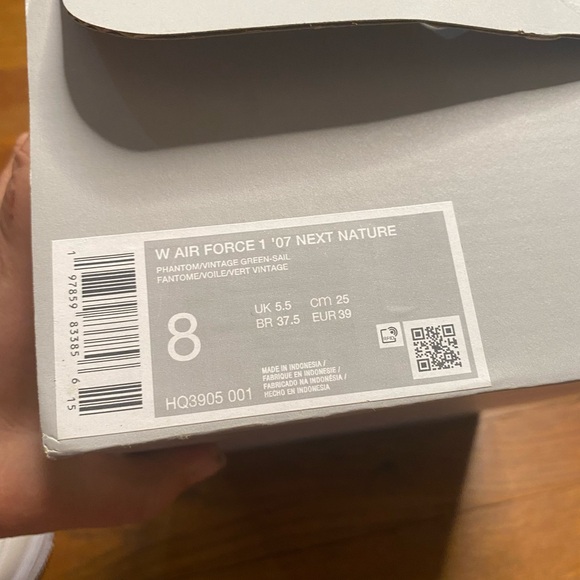 W AIR FORCE 1 '07 NEXT NATURE
PHANTOM/VINTAGE GREEN-SAIL
FANTOME/VOILE/VERT VINTAGE
8
UK 5.5 CM 25
BR 37.5 EUR 39
MADE IN INDONESIA /
FABRIQUE EN INDONESIE /
FABRICADO NA INDONÉSIA /
HECHO EN INDONESIA
HQ3905 001
RFID
1 97859 83385 6 15